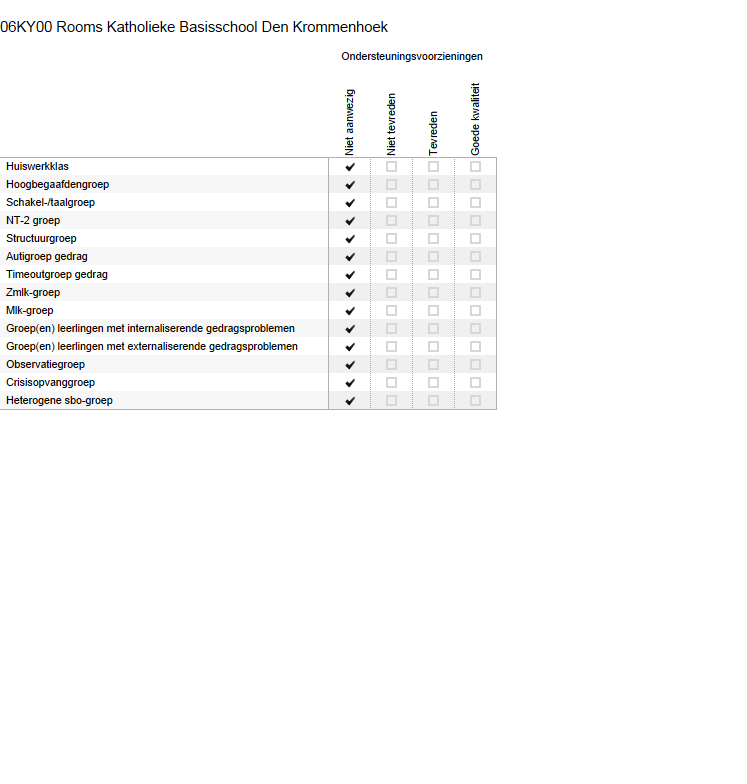 06KY00 Rooms Katholieke Basisschool Den Krommenhoek
Ondersteuningsvoorzieningen
Niet aanwezig
Niet tevreden
Tevreden
Goede kwaliteit
Huiswerkklas
Hoogbegaafdengroep
Schakel-/taalgroep
NT-2 groep
Structuurgroep
Autigroep gedrag
Timeoutgroep gedrag
Zmlk-groep
Mlk-groep
Groep(en) leerlingen met internaliserende gedragsproblemen
Groep(en) leerlingen met externaliserende gedragsproblemen
Observatiegroep
Crisisopvanggroep
Heterogene sbo-groep